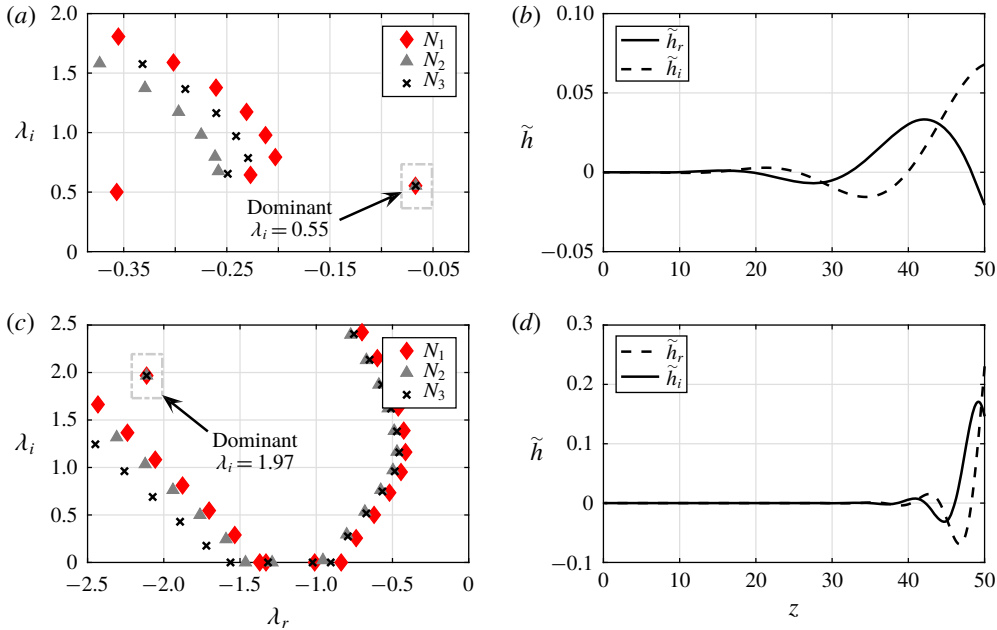 (a)
2.0
1.5
λi
1.0
0.5
0
−0.35
−0.25
−0.15
−0.05
N1
N2
N3
Dominant
λi = 0.55
(b)
0.10
0.05
h̃
0
−0.05
0
10
20
30
40
50
h̃r
h̃i
(c)
2.5
2.0
1.5
λi
1.0
0.5
0
−2.5
−2.0
−1.5
−1.0
−0.5
0
λr
N1
N2
N3
Dominant
λi = 1.97
(d)
0.3
0.2
h̃
0.1
0
−0.1
0
10
20
30
40
50
z
h̃r
h̃i